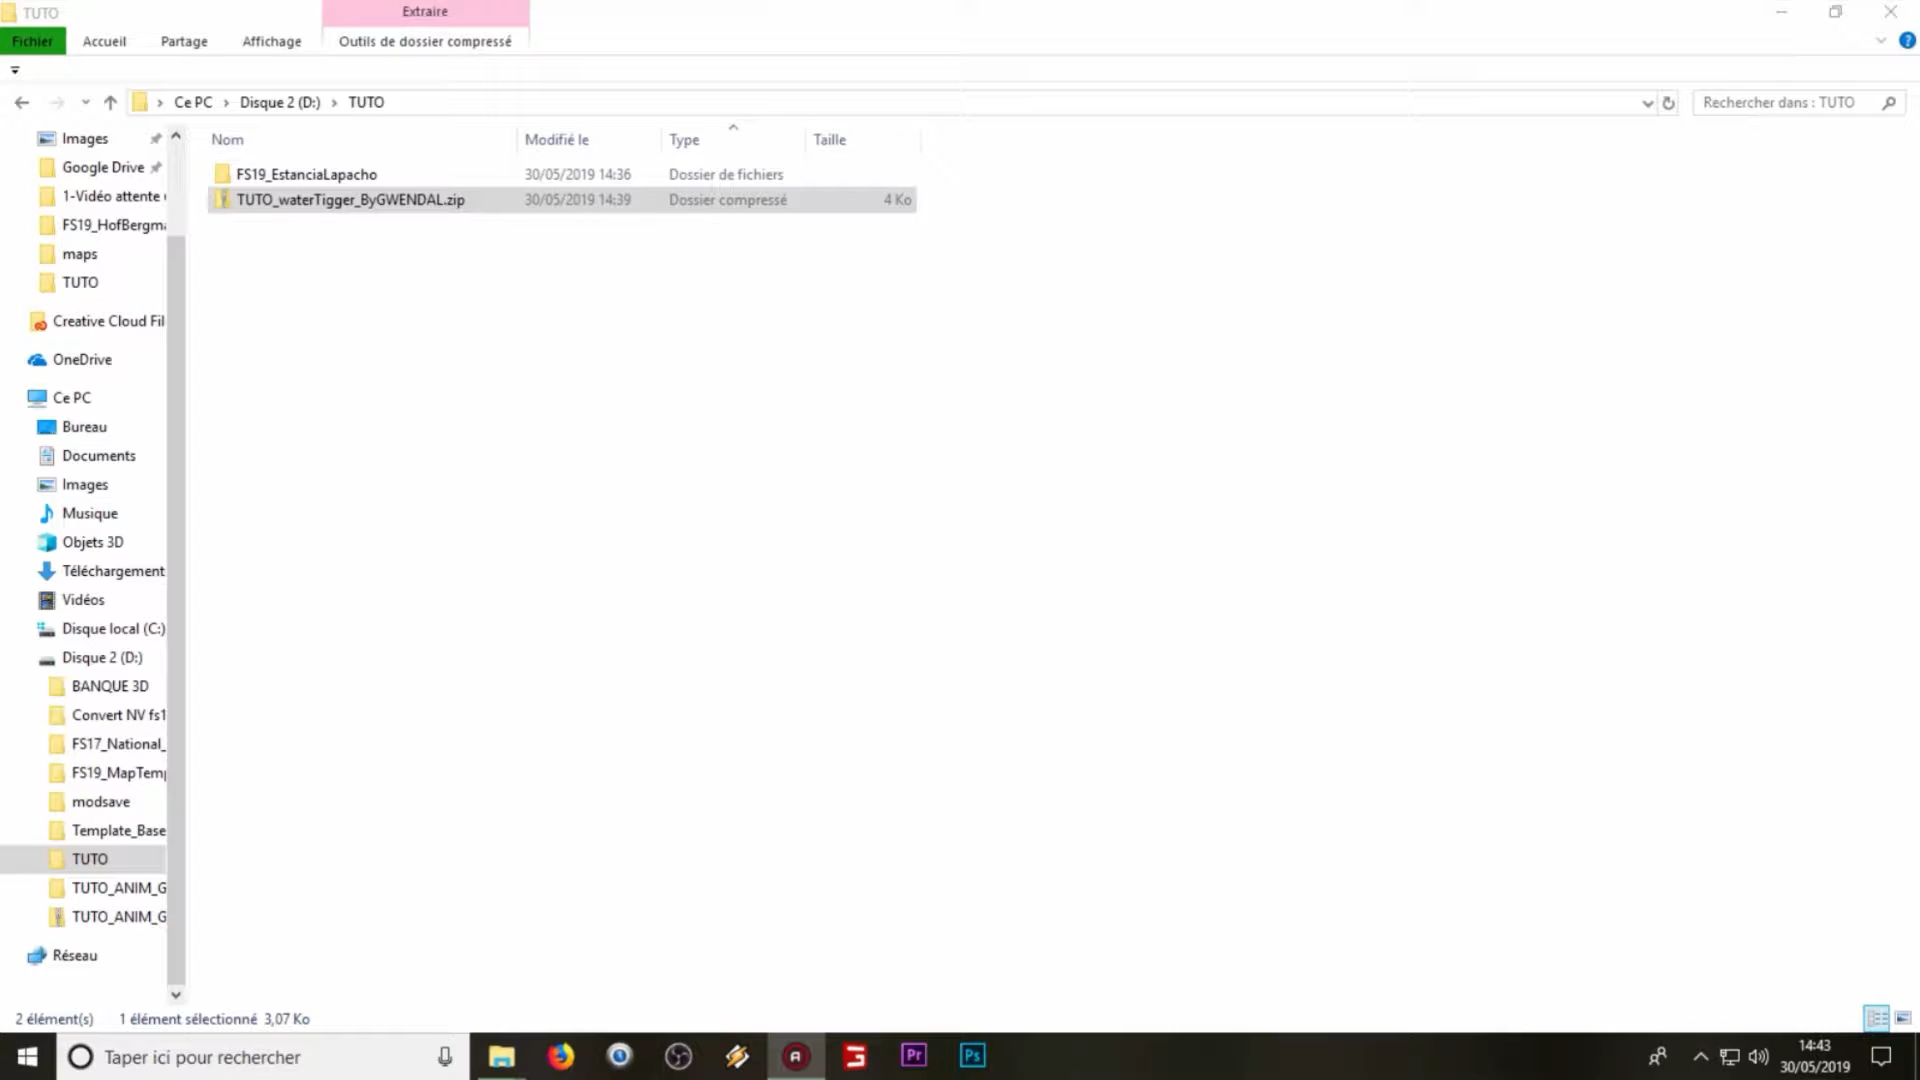 TUTO
Extraire
Fichier Accueil Partage Affichage Outils de dossier compressé
Ce PC Disque 2 (D:) TUTO
Rechercher dans : TUTO
Nom Modifié le Type Taille
FS19_EstanciaLapacho 30/05/2019 14:36 Dossier de fichiers
TUTO_waterTigger_ByGWENDAL.zip 30/05/2019 14:39 Dossier compressé 4 Ko
Images
Google Drive
1-Vidéo attente
FS19_HofBergma
maps
TUTO
Creative Cloud Fil
OneDrive
Ce PC
Bureau
Documents
Images
Musique
Objets 3D
Téléchargement
Vidéos
Disque local (C:)
Disque 2 (D:)
BANQUE 3D
Convert NV fs1
FS17_National_
FS19_MapTemp
modsave
Template_Base
TUTO
TUTO_ANIM_G
TUTO_ANIM_G
Réseau
2 élément(s) 1 élément sélectionné 3,07 Ko
Taper ici pour rechercher
Pr
Ps
14:43
30/05/2019